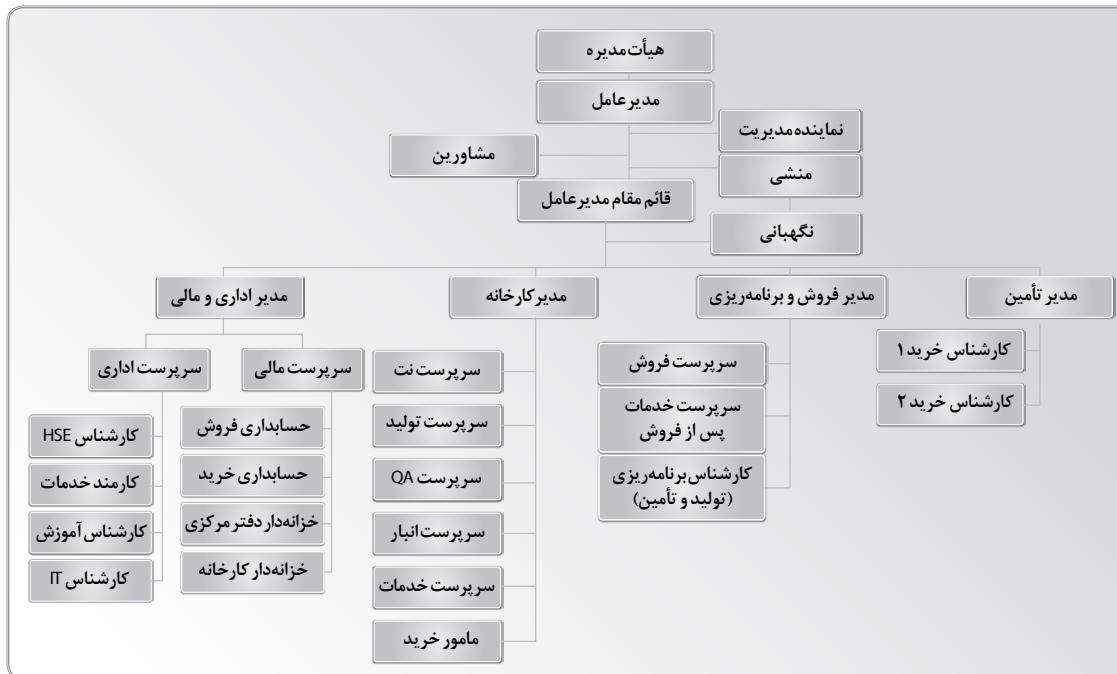 هیأت‌مدیره
مدیرعامل
نماینده مدیریت
مشاورین
منشی
قائم مقام مدیرعامل
نگهبانی
مدیر تأمین
مدیر فروش و برنامه‌ریزی
مدیر کارخانه
مدیر اداری و مالی
کارشناس خرید ۱
کارشناس خرید ۲
سرپرست فروش
سرپرست خدمات
پس از فروش
کارشناس برنامه‌ریزی
(تولید و تأمین)
سرپرست نت
سرپرست تولید
سرپرست QA
سرپرست انبار
سرپرست خدمات
مامور خرید
سرپرست مالی
سرپرست اداری
حسابداری فروش
حسابداری خرید
خزانه‌دار دفتر مرکزی
خزانه‌دار کارخانه
کارشناس HSE
کارمند خدمات
کارشناس آموزش
کارشناس IT